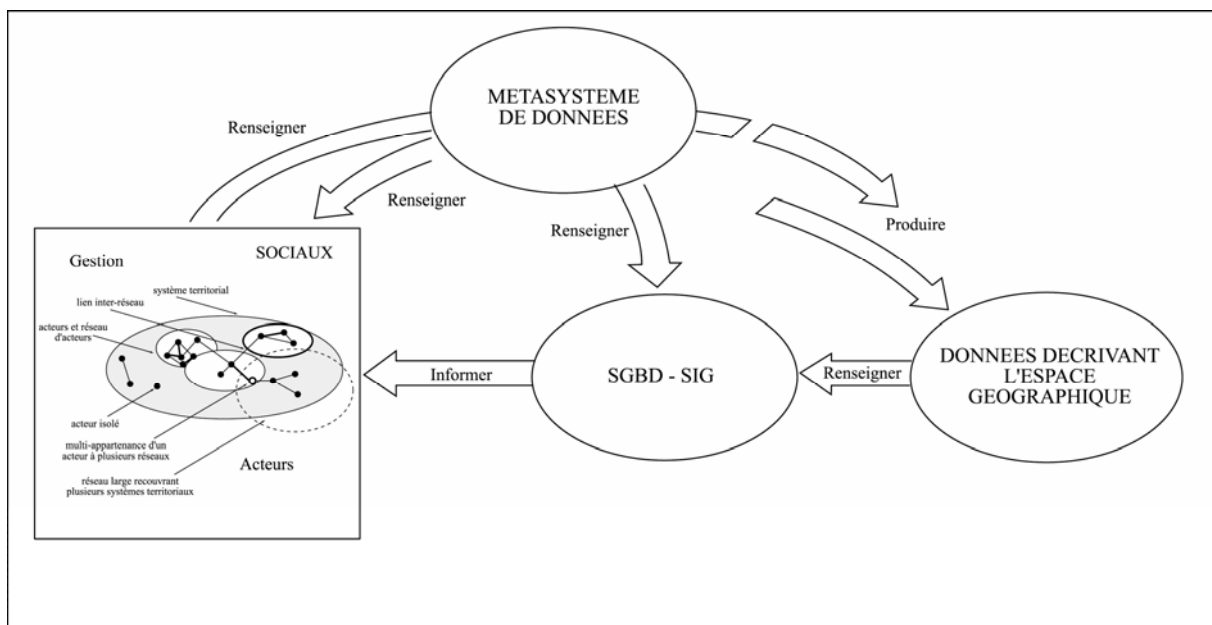 METASYSTEME
DE DONNEES
Renseigner
Renseigner
Renseigner
Produire
Gestion
SOCIAUX
système territorial
lien inter-réseau
acteurs et réseau
d'acteurs
acteur isolé
multi-appartenance d'un
acteur à plusieurs réseaux
Acteurs
réseau large recouvrant
plusieurs systèmes territoriaux
Informer
SGBD - SIG
Renseigner
DONNEES DECRIVANT
L'ESPACE
GEOGRAPHIQUE